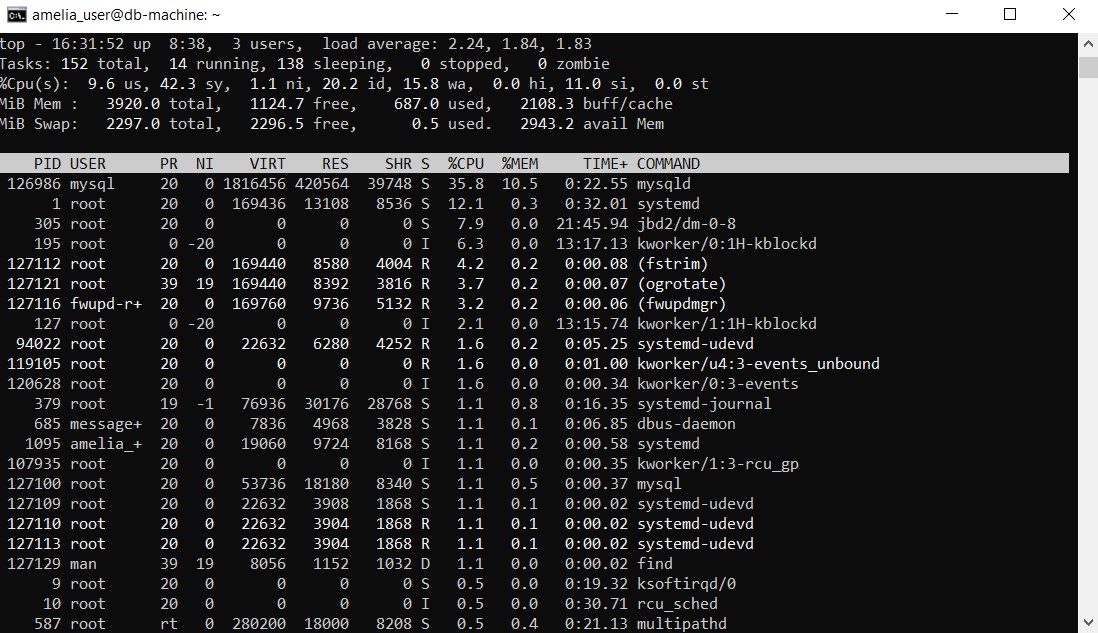 amelia_user@db-machine: ~
top - 16:31:52 up  8:38,  3 users,  load average: 2.24, 1.84, 1.83
Tasks: 152 total,  14 running, 138 sleeping,   0 stopped,   0 zombie
%Cpu(s):  9.6 us, 42.3 sy,  1.1 ni, 20.2 id, 15.8 wa,  0.0 hi, 11.0 si,  0.0 st
MiB Mem :   3920.0 total,   1124.7 free,    687.0 used,   2108.3 buff/cache
MiB Swap:   2297.0 total,   2296.5 free,      0.5 used.   2943.2 avail Mem
PID USER      PR  NI    VIRT    RES    SHR S  %CPU  %MEM     TIME+ COMMAND
126986 mysql     20   0 1816456 420564  39748 S  35.8  10.5   0:22.55 mysqld
1 root      20   0  169436  13108   8536 S  12.1   0.3   0:32.01 systemd
305 root      20   0       0      0      0 S   7.9   0.0  21:45.94 jbd2/dm-0-8
195 root       0 -20       0      0      0 I   6.3   0.0  13:17.13 kworker/0:1H-kblockd
127112 root      20   0  169440   8580   4004 R   4.2   0.2   0:00.08 (fstrim)
127121 root      39  19  169440   8392   3816 R   3.7   0.2   0:00.07 (ogrotate)
127116 fwupd-r+  20   0  169760   9736   5132 R   3.2   0.2   0:00.06 (fwupdmgr)
127 root       0 -20       0      0      0 I   2.1   0.0  13:15.74 kworker/1:1H-kblockd
94022 root      20   0   22632   6280   4252 R   1.6   0.2   0:05.25 systemd-udevd
119105 root      20   0       0      0      0 R   1.6   0.0   0:01.00 kworker/u4:3-events_unbound
120628 root      20   0       0      0      0 I   1.6   0.0   0:00.34 kworker/0:3-events
379 root      19  -1   76936  30176  28768 S   1.1   0.8   0:16.35 systemd-journal
685 message+  20   0    7836   4968   3828 S   1.1   0.1   0:06.85 dbus-daemon
1095 amelia_+  20   0   19060   9724   8168 S   1.1   0.2   0:00.58 systemd
107935 root      20   0       0      0      0 I   1.1   0.0   0:00.35 kworker/1:3-rcu_gp
127100 root      20   0   53736  18180   8340 S   1.1   0.5   0:00.37 mysql
127109 root      20   0   22632   3908   1868 S   1.1   0.1   0:00.02 systemd-udevd
127110 root      20   0   22632   3904   1868 R   1.1   0.1   0:00.02 systemd-udevd
127113 root      20   0   22632   3904   1868 R   1.1   0.1   0:00.02 systemd-udevd
127129 man       39  19    8056   1152   1032 D   1.1   0.0   0:00.02 find
9 root      20   0       0      0      0 S   0.5   0.0   0:19.32 ksoftirqd/0
10 root      20   0       0      0      0 I   0.5   0.0   0:30.71 rcu_sched
587 root      rt   0  280200  18000   8208 S   0.5   0.4   0:21.13 multipathd